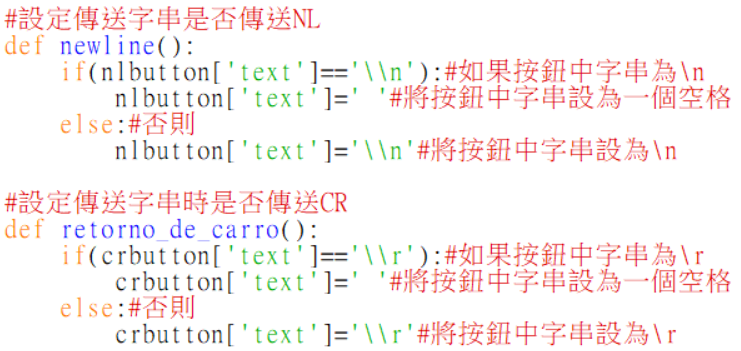 #設定傳送字串是否傳送NL
def newline():
    if(nlbutton['text']=='\\n'):#如果按鈕中字串為\n
        nlbutton['text']=' '#將按鈕中字串設為一個空格
    else:#否則
        nlbutton['text']='\\n'#將按鈕中字串設為\n
#設定傳送字串時是否傳送CR
def retorno_de_carro():
    if(crbutton['text']=='\\r'):#如果按鈕中字串為\r
        crbutton['text']=' '#將按鈕中字串設為一個空格
    else:#否則
        crbutton['text']='\\r'#將按鈕中字串設為\r